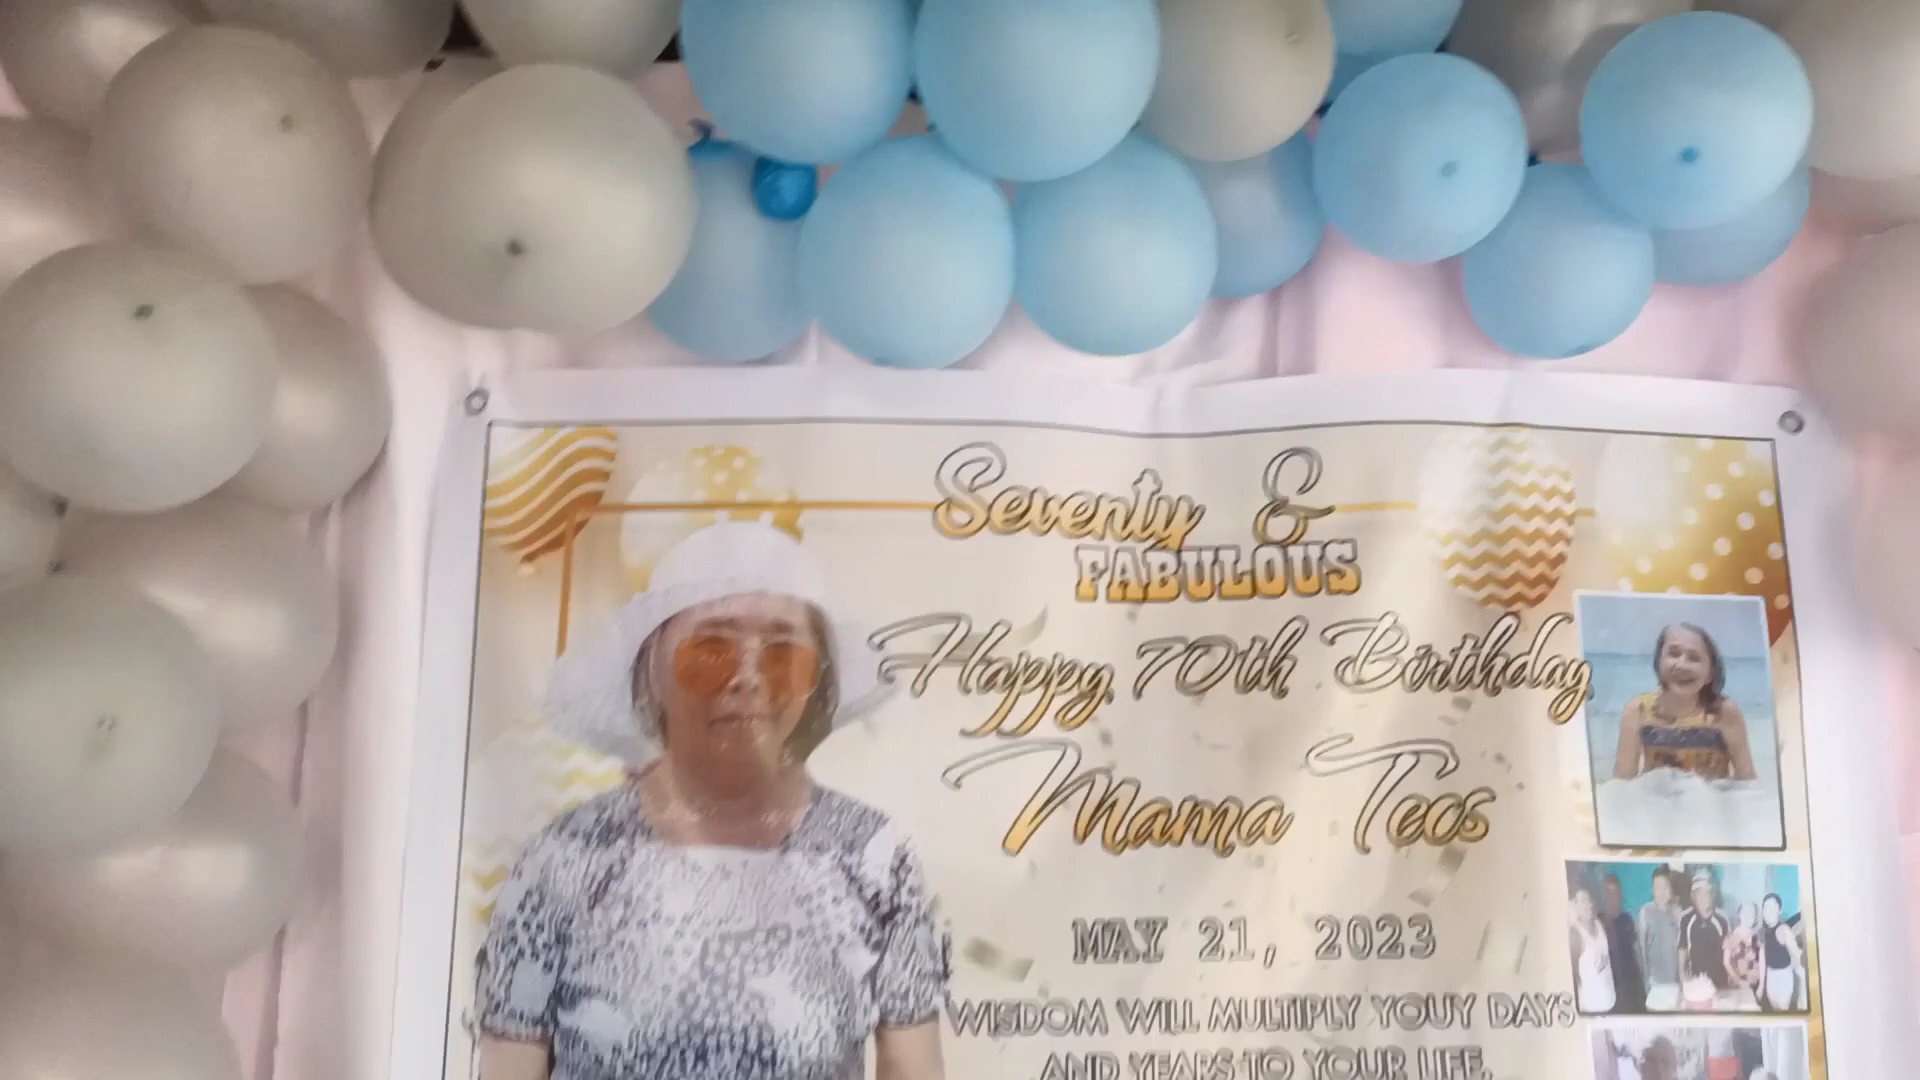 Seventy &
FABULOUS
Happy 70th Birthday
Mama Teos
MAY 21, 2023
WISDOM WILL MULTIPLY YOUY DAYS
AND YEARS TO YOUR LIFE.